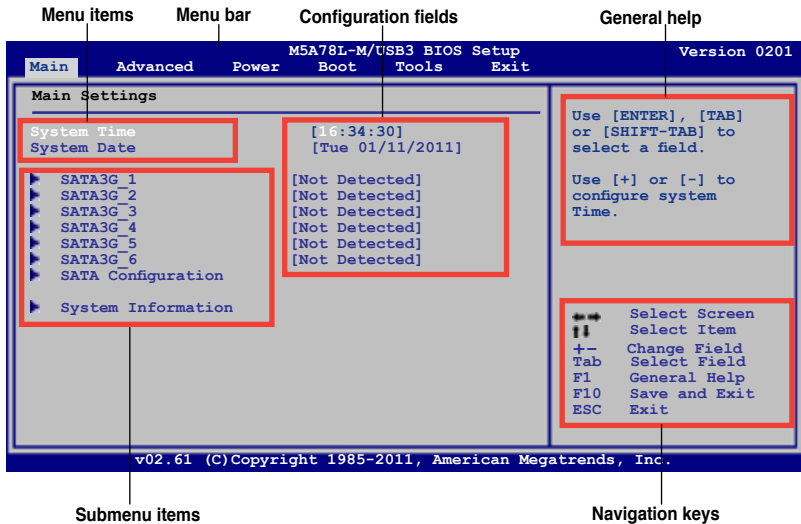 Menu items Menu bar Configuration fields General help
M5A78L-M/USB3 BIOS Setup Version 0201
Main Advanced Power Boot Tools Exit
Main Settings
System Time [16:34:30]
System Date [Tue 01/11/2011]
SATA3G_1 [Not Detected]
SATA3G_2 [Not Detected]
SATA3G_3 [Not Detected]
SATA3G_4 [Not Detected]
SATA3G_5 [Not Detected]
SATA3G_6 [Not Detected]
SATA Configuration
System Information
Use [ENTER], [TAB]
or [SHIFT-TAB] to
select a field.
Use [+] or [-] to
configure system
Time.
←→ Select Screen
↑↓ Select Item
+- Change Field
Tab Select Field
F1 General Help
F10 Save and Exit
ESC Exit
v02.61 (C)Copyright 1985-2011, American Megatrends, Inc.
Submenu items Navigation keys